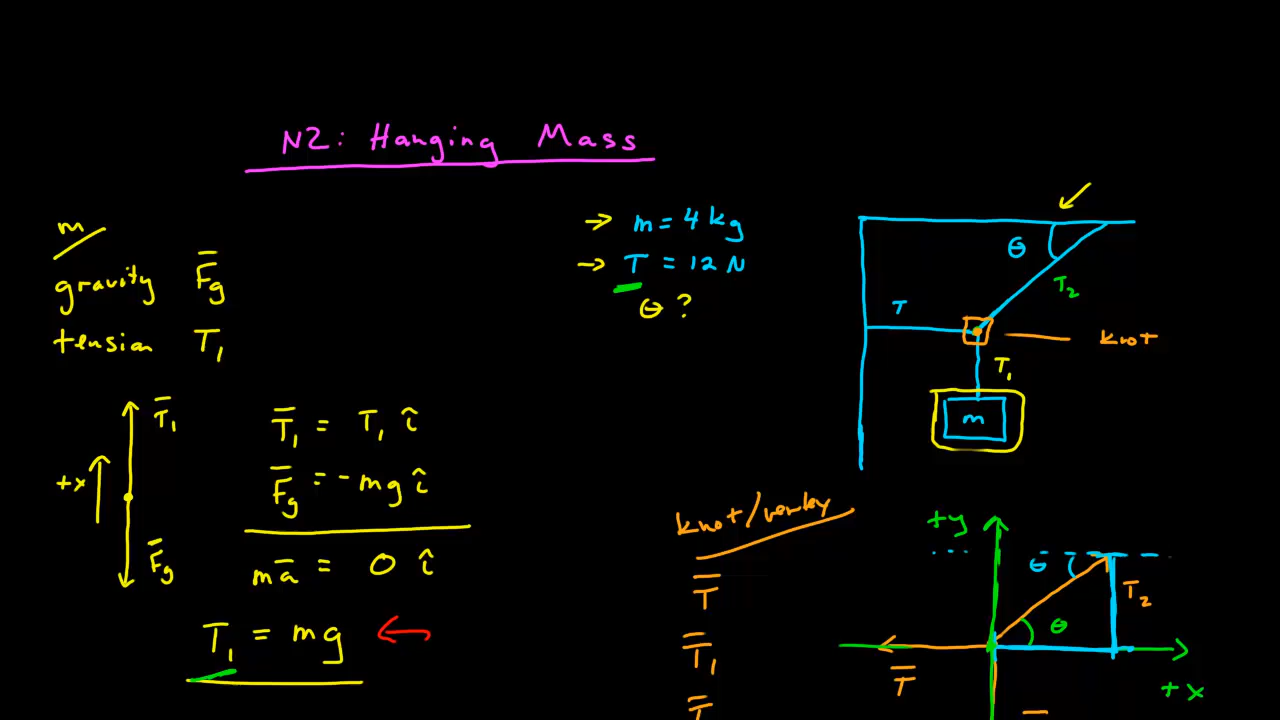 N2: Hanging Mass
m
gravity F̅g
tension T₁
→ m = 4 kg
→ T = 12 N
θ ?
θ
T₂
T
knot
T₁
m
T̅₁
+x
F̅g
T̅₁ = T₁ î
F̅g = -mg î
ma̅ = 0 î
T₁ = mg
knot/
T̅
T̅₁
T̅
+y
θ
T₂
θ
T̅
+x